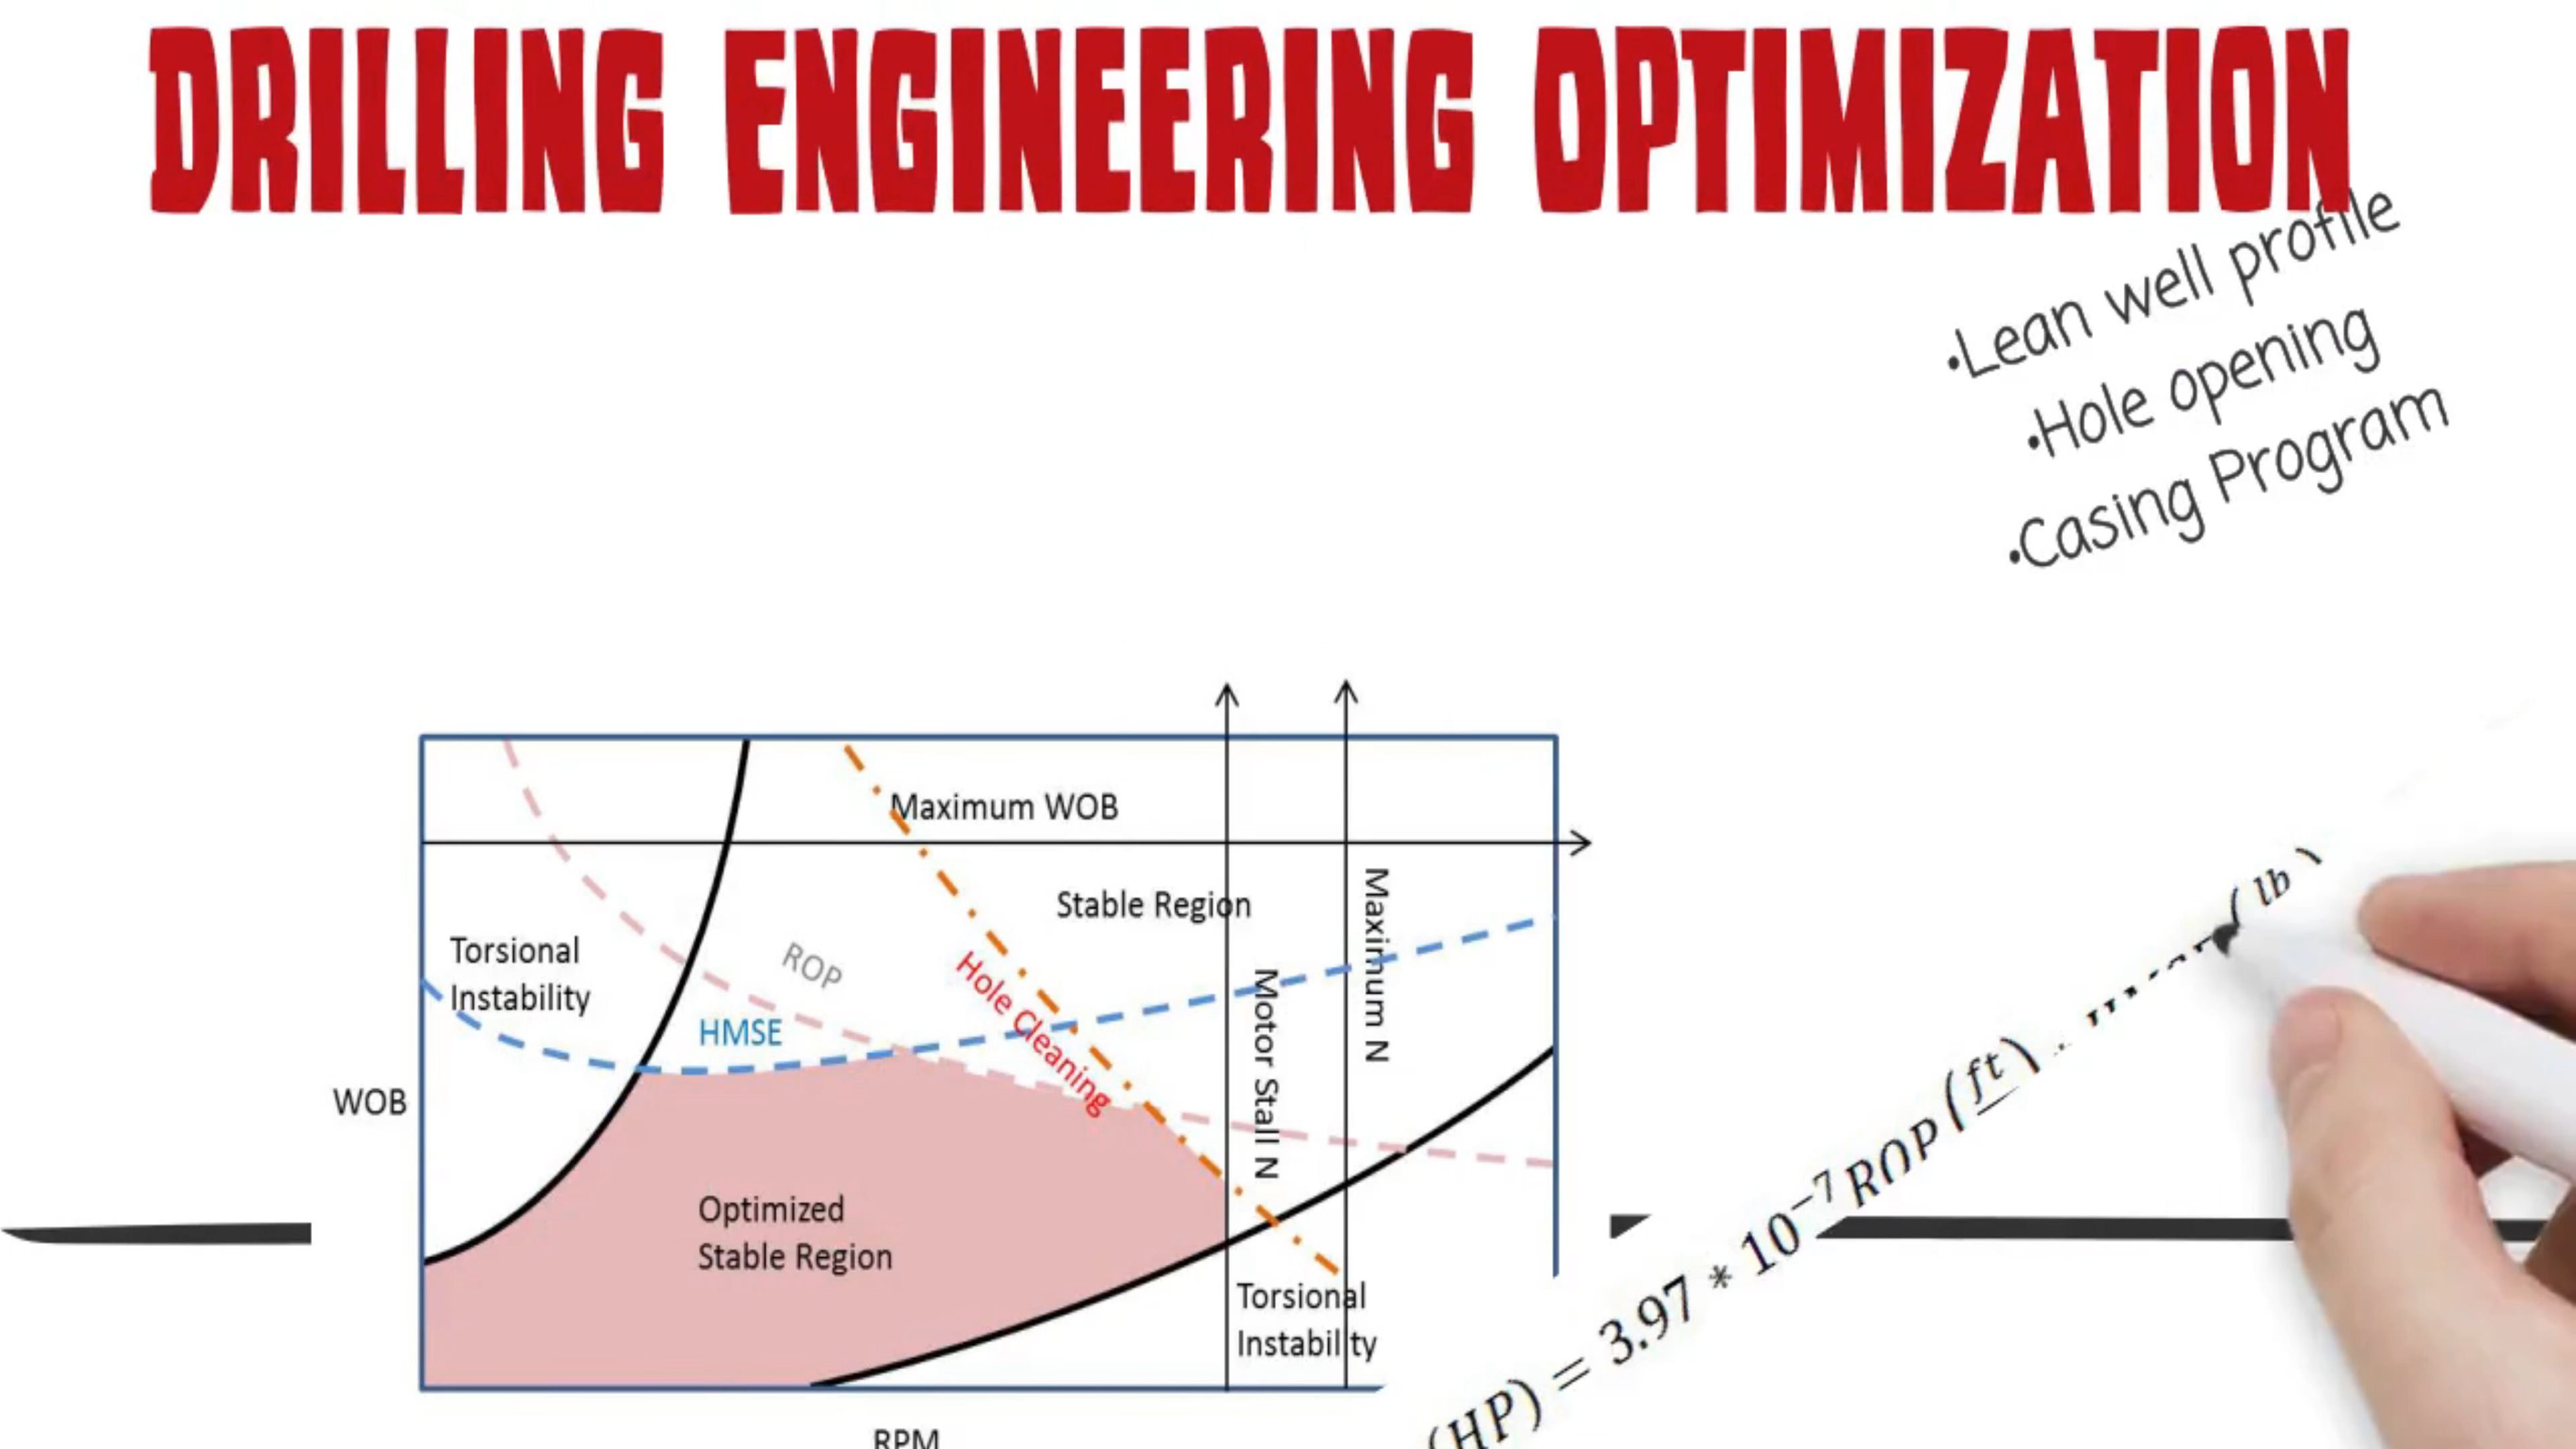 DRILLING ENGINEERING OPTIMIZATION
•Lean well profile
•Hole opening
•Casing Program
Maximum WOB
Stable Region
Maximum N
Torsional
Instability
ROP
Hole Cleaning
HMSE
Motor Stall N
WOB
Optimized
Stable Region
Torsional
Instability
RPM
(HP) = 3.97 * 10⁻⁷ ROP (ft) (lb)